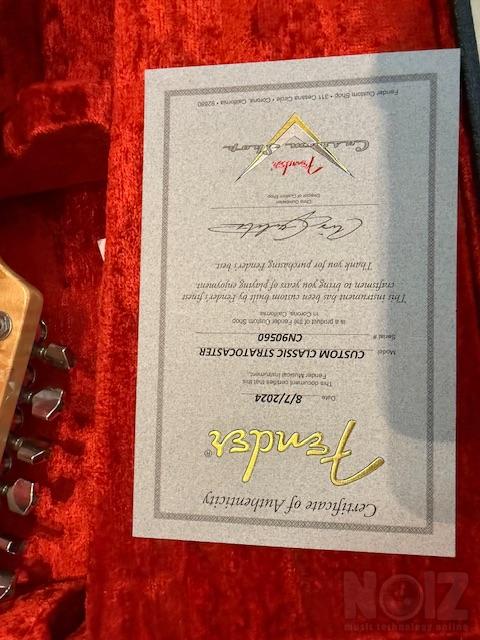 Certificate of Authenticity
Fender®
Date 8/7/2024
This document certifies that this
Fender Musical Instrument,
Model CUSTOM CLASSIC STRATOCASTER
Serial # CN90560
is a product of the Fender Custom Shop
in Corona, California
This instrument has been custom built by Fender's finest
craftsmen to bring you years of playing enjoyment.
Thank you for purchasing Fender's best.
Director of Custom Shop
Fender
Custom Shop
Fender Custom Shop • 311 Cessna Circle • Corona, California • 92880
NOIZ
music technology online